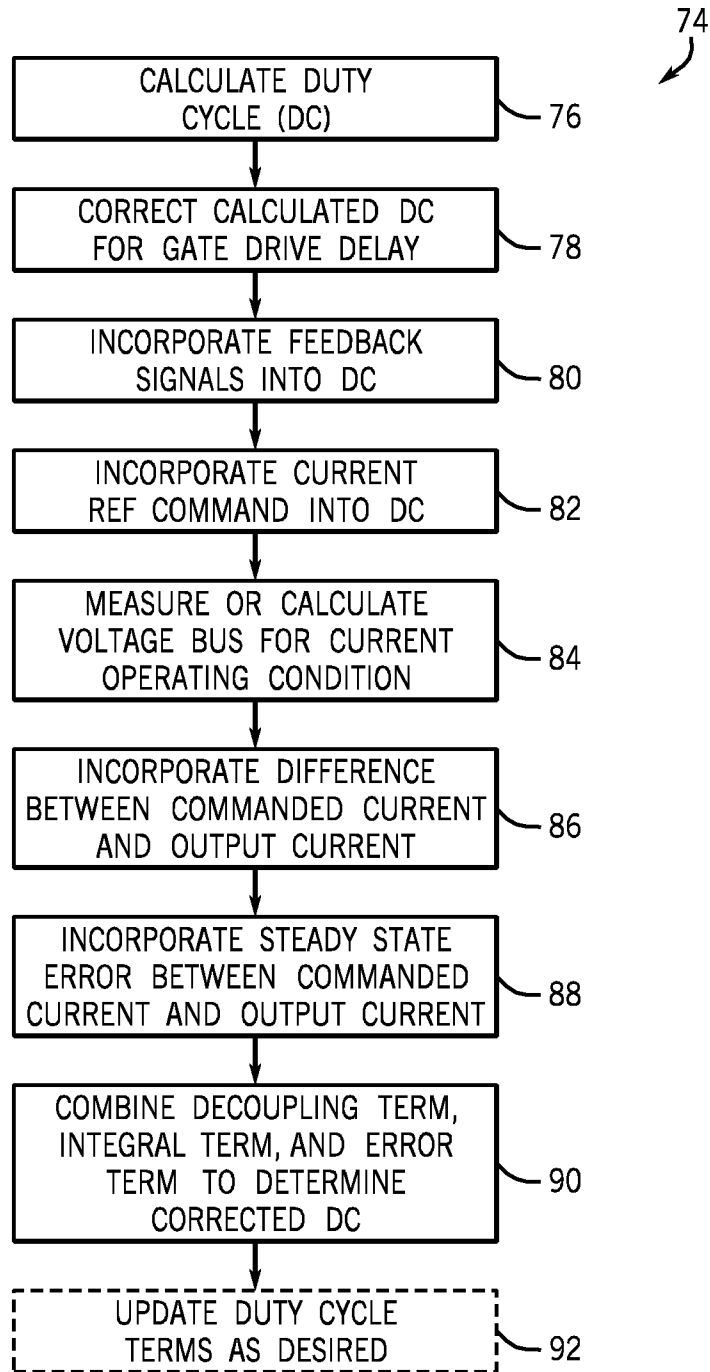 74
CALCULATE DUTY
CYCLE (DC)
76
CORRECT CALCULATED DC
FOR GATE DRIVE DELAY
78
INCORPORATE FEEDBACK
SIGNALS INTO DC
80
INCORPORATE CURRENT
REF COMMAND INTO DC
82
MEASURE OR CALCULATE
VOLTAGE BUS FOR CURRENT
OPERATING CONDITION
84
INCORPORATE DIFFERENCE
BETWEEN COMMANDED CURRENT
AND OUTPUT CURRENT
86
INCORPORATE STEADY STATE
ERROR BETWEEN COMMANDED
CURRENT AND OUTPUT CURRENT
88
COMBINE DECOUPLING TERM,
INTEGRAL TERM, AND ERROR
TERM TO DETERMINE
CORRECTED DC
90
UPDATE DUTY CYCLE
TERMS AS DESIRED
92